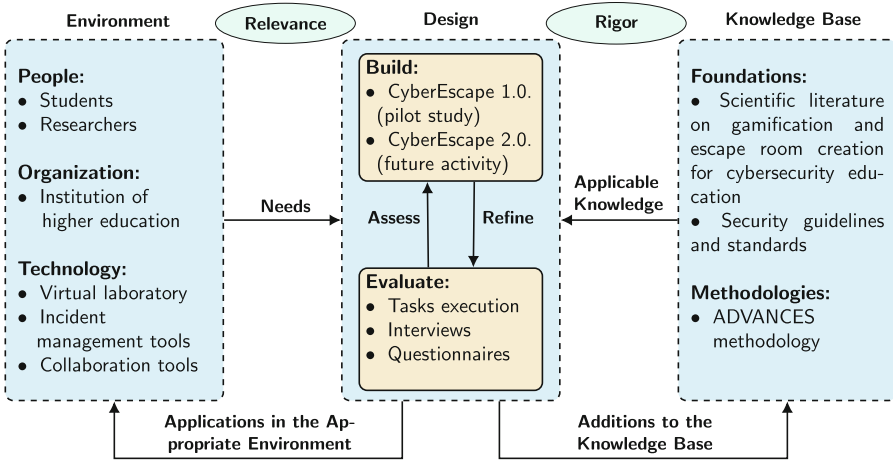 Environment
Relevance
Design
Rigor
Knowledge Base
People:
• Students
• Researchers
Organization:
• Institution of
higher education
Technology:
• Virtual laboratory
• Incident
management tools
• Collaboration tools
Needs
Build:
• CyberEscape 1.0.
(pilot study)
• CyberEscape 2.0.
(future activity)
Assess
Refine
Evaluate:
• Tasks execution
• Interviews
• Questionnaires
Applicable
Knowledge
Foundations:
• Scientific literature
on gamification and
escape room creation
for cybersecurity edu-
cation
• Security guidelines
and standards
Methodologies:
• ADVANCES
methodology
Applications in the Ap-
propriate Environment
Additions to the
Knowledge Base